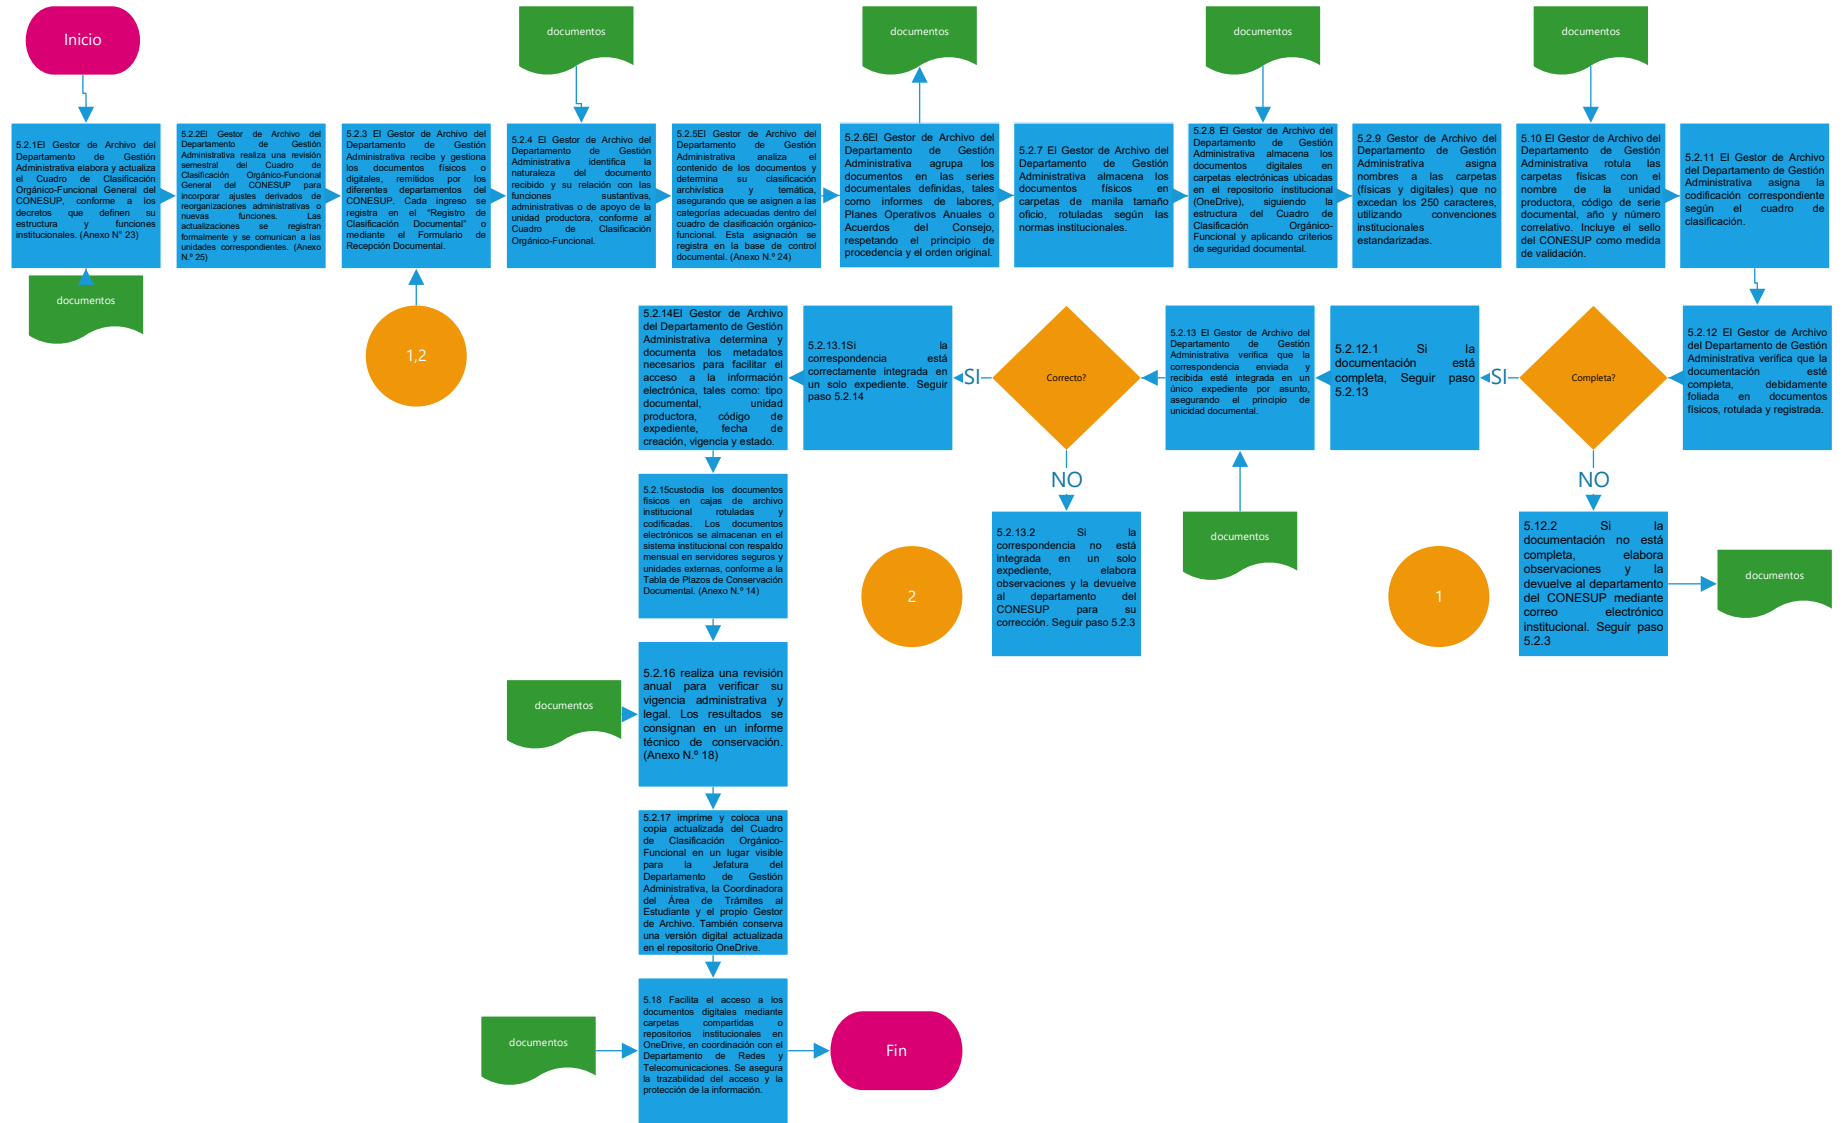 Inicio
documentos
documentos
documentos
documentos
5.2.1El Gestor de Archivo del
Departamento de Gestión
Administrativa elabora y actualiza
el Cuadro de Clasificación
Orgánico-Funcional General del
CONESUP, conforme a los
decretos que definen su
estructura y funciones
institucionales. (Anexo N° 23)
5.2.2El Gestor de Archivo del
Departamento de Gestión
Administrativa realiza una revisión
semestral del Cuadro de
Clasificación Orgánico-Funcional
General del CONESUP para
incorporar ajustes derivados de
reorganizaciones administrativas o
nuevas funciones. Las
actualizaciones se registran
formalmente y se comunican a las
unidades correspondientes. (Anexo
N.º 25)
5.2.3 El Gestor de Archivo del
Departamento de Gestión
Administrativa recibe y gestiona
los documentos físicos o
digitales, remitidos por los
diferentes departamentos del
CONESUP. Cada ingreso se
registra en el “Registro de
Clasificación Documental” o
mediante el Formulario de
Recepción Documental.
5.2.4 El Gestor de Archivo del
Departamento de Gestión
Administrativa identifica la
naturaleza del documento
recibido y su relación con las
funciones sustantivas,
administrativas o de apoyo de la
unidad productora, conforme al
Cuadro de Clasificación
Orgánico-Funcional.
5.2.5El Gestor de Archivo del
Departamento de Gestión
Administrativa analiza el
contenido de los documentos y
determina su clasificación
archivística y temática,
asegurando que se asignen a las
categorías adecuadas dentro del
cuadro de clasificación orgánico-
funcional. Esta asignación se
registra en la base de control
documental. (Anexo N.º 24)
5.2.6El Gestor de Archivo del
Departamento de Gestión
Administrativa agrupa los
documentos en las series
documentales definidas, tales
como informes de labores,
Planes Operativos Anuales o
Acuerdos del Consejo,
respetando el principio de
procedencia y el orden original.
5.2.7 El Gestor de Archivo del
Departamento de Gestión
Administrativa almacena los
documentos físicos en
carpetas de manila tamaño
oficio, rotuladas según las
normas institucionales.
5.2.8 El Gestor de Archivo del
Departamento de Gestión
Administrativa almacena los
documentos digitales en
carpetas electrónicas ubicadas
en el repositorio institucional
(OneDrive), siguiendo la
estructura del Cuadro de
Clasificación Orgánico-
Funcional y aplicando criterios
de seguridad documental.
5.2.9 Gestor de Archivo del
Departamento de Gestión
Administrativa asigna
nombres a las carpetas
(físicas y digitales) que no
excedan los 250 caracteres,
utilizando convenciones
institucionales
estandarizadas.
5.10 El Gestor de Archivo del
Departamento de Gestión
Administrativa rotula las
carpetas físicas con el
nombre de la unidad
productora, código de serie
documental, año y número
correlativo. Incluye el sello
del CONESUP como medida
de validación.
5.2.11 El Gestor de Archivo
del Departamento de Gestión
Administrativa asigna la
codificación correspondiente
según el cuadro de
clasificación.
documentos
1,2
5.2.14El Gestor de Archivo
del Departamento de Gestión
Administrativa determina y
documenta los metadatos
necesarios para facilitar el
acceso a la información
electrónica, tales como: tipo
documental, unidad
productora, código de
expediente, fecha de
creación, vigencia y estado.
5.2.13.1Si la
correspondencia está
correctamente integrada en
un solo expediente. Seguir
paso 5.2.14
SI
Correcto?
5.2.13 El Gestor de Archivo del
Departamento de Gestión
Administrativa verifica que la
correspondencia enviada y
recibida esté integrada en un
único expediente por asunto,
asegurando el principio de
unicidad documental.
5.2.12.1 Si la
documentación está
completa, Seguir paso
5.2.13
SI
Completa?
5.2.12 El Gestor de Archivo
del Departamento de Gestión
Administrativa verifica que la
documentación esté
completa, debidamente
foliada en documentos
físicos, rotulada y registrada.
NO
NO
5.2.15custodia los documentos
físicos en cajas de archivo
institucional rotuladas y
codificadas. Los documentos
electrónicos se almacenan en el
sistema institucional con respaldo
mensual en servidores seguros y
unidades externas, conforme a la
Tabla de Plazos de Conservación
Documental. (Anexo N.º 14)
2
5.2.13.2 Si la
correspondencia no está
integrada en un solo
expediente, elabora
observaciones y la devuelve
al departamento del
CONESUP para su
corrección. Seguir paso 5.2.3
documentos
1
5.12.2 Si la
documentación no está
completa, elabora
observaciones y la
devuelve al departamento
del CONESUP mediante
correo electrónico
institucional. Seguir paso
5.2.3
documentos
documentos
5.2.16 realiza una revisión
anual para verificar su
vigencia administrativa y
legal. Los resultados se
consignan en un informe
técnico de conservación.
(Anexo N.º 18)
5.2.17 imprime y coloca una
copia actualizada del Cuadro
de Clasificación Orgánico-
Funcional en un lugar visible
para la Jefatura del
Departamento de Gestión
Administrativa, la Coordinadora
del Área de Trámites al
Estudiante y el propio Gestor
de Archivo. También conserva
una versión digital actualizada
en el repositorio OneDrive.
documentos
5.18 Facilita el acceso a los
documentos digitales mediante
carpetas compartidas o
repositorios institucionales en
OneDrive, en coordinación con el
Departamento de Redes y
Telecomunicaciones. Se asegura
la trazabilidad del acceso y la
protección de la información.
Fin